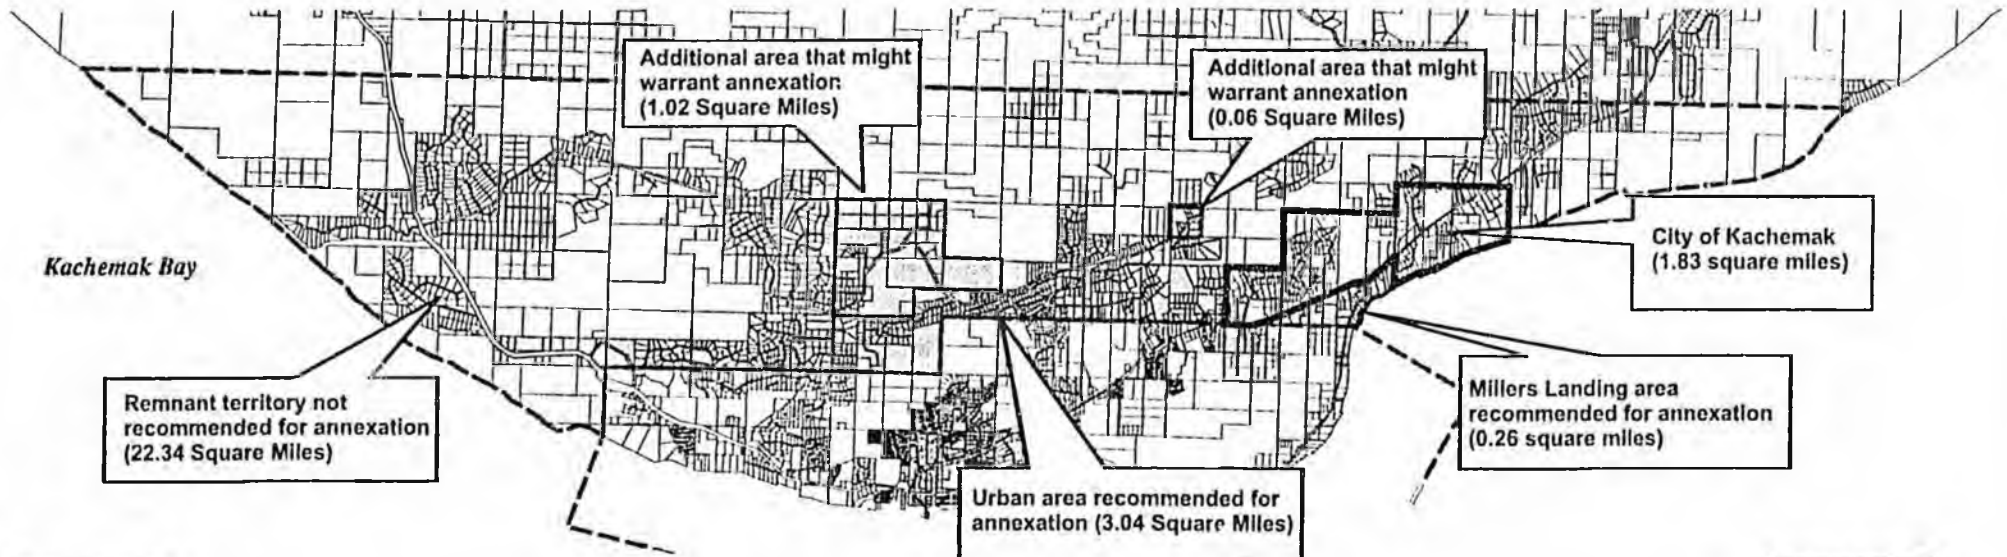 Additional area that might
warrant annexation
(1.02 Square Miles)
Additional area that might
warrant annexation
(0.06 Square Miles)
Kachemak Bay
City of Kachemak
(1.83 square miles)
Remnant territory not
recommended for annexation
(22.34 Square Miles)
Millers Landing area
recommended for annexation
(0.26 square miles)
Urban area recommended for
annexation (3.04 Square Miles)